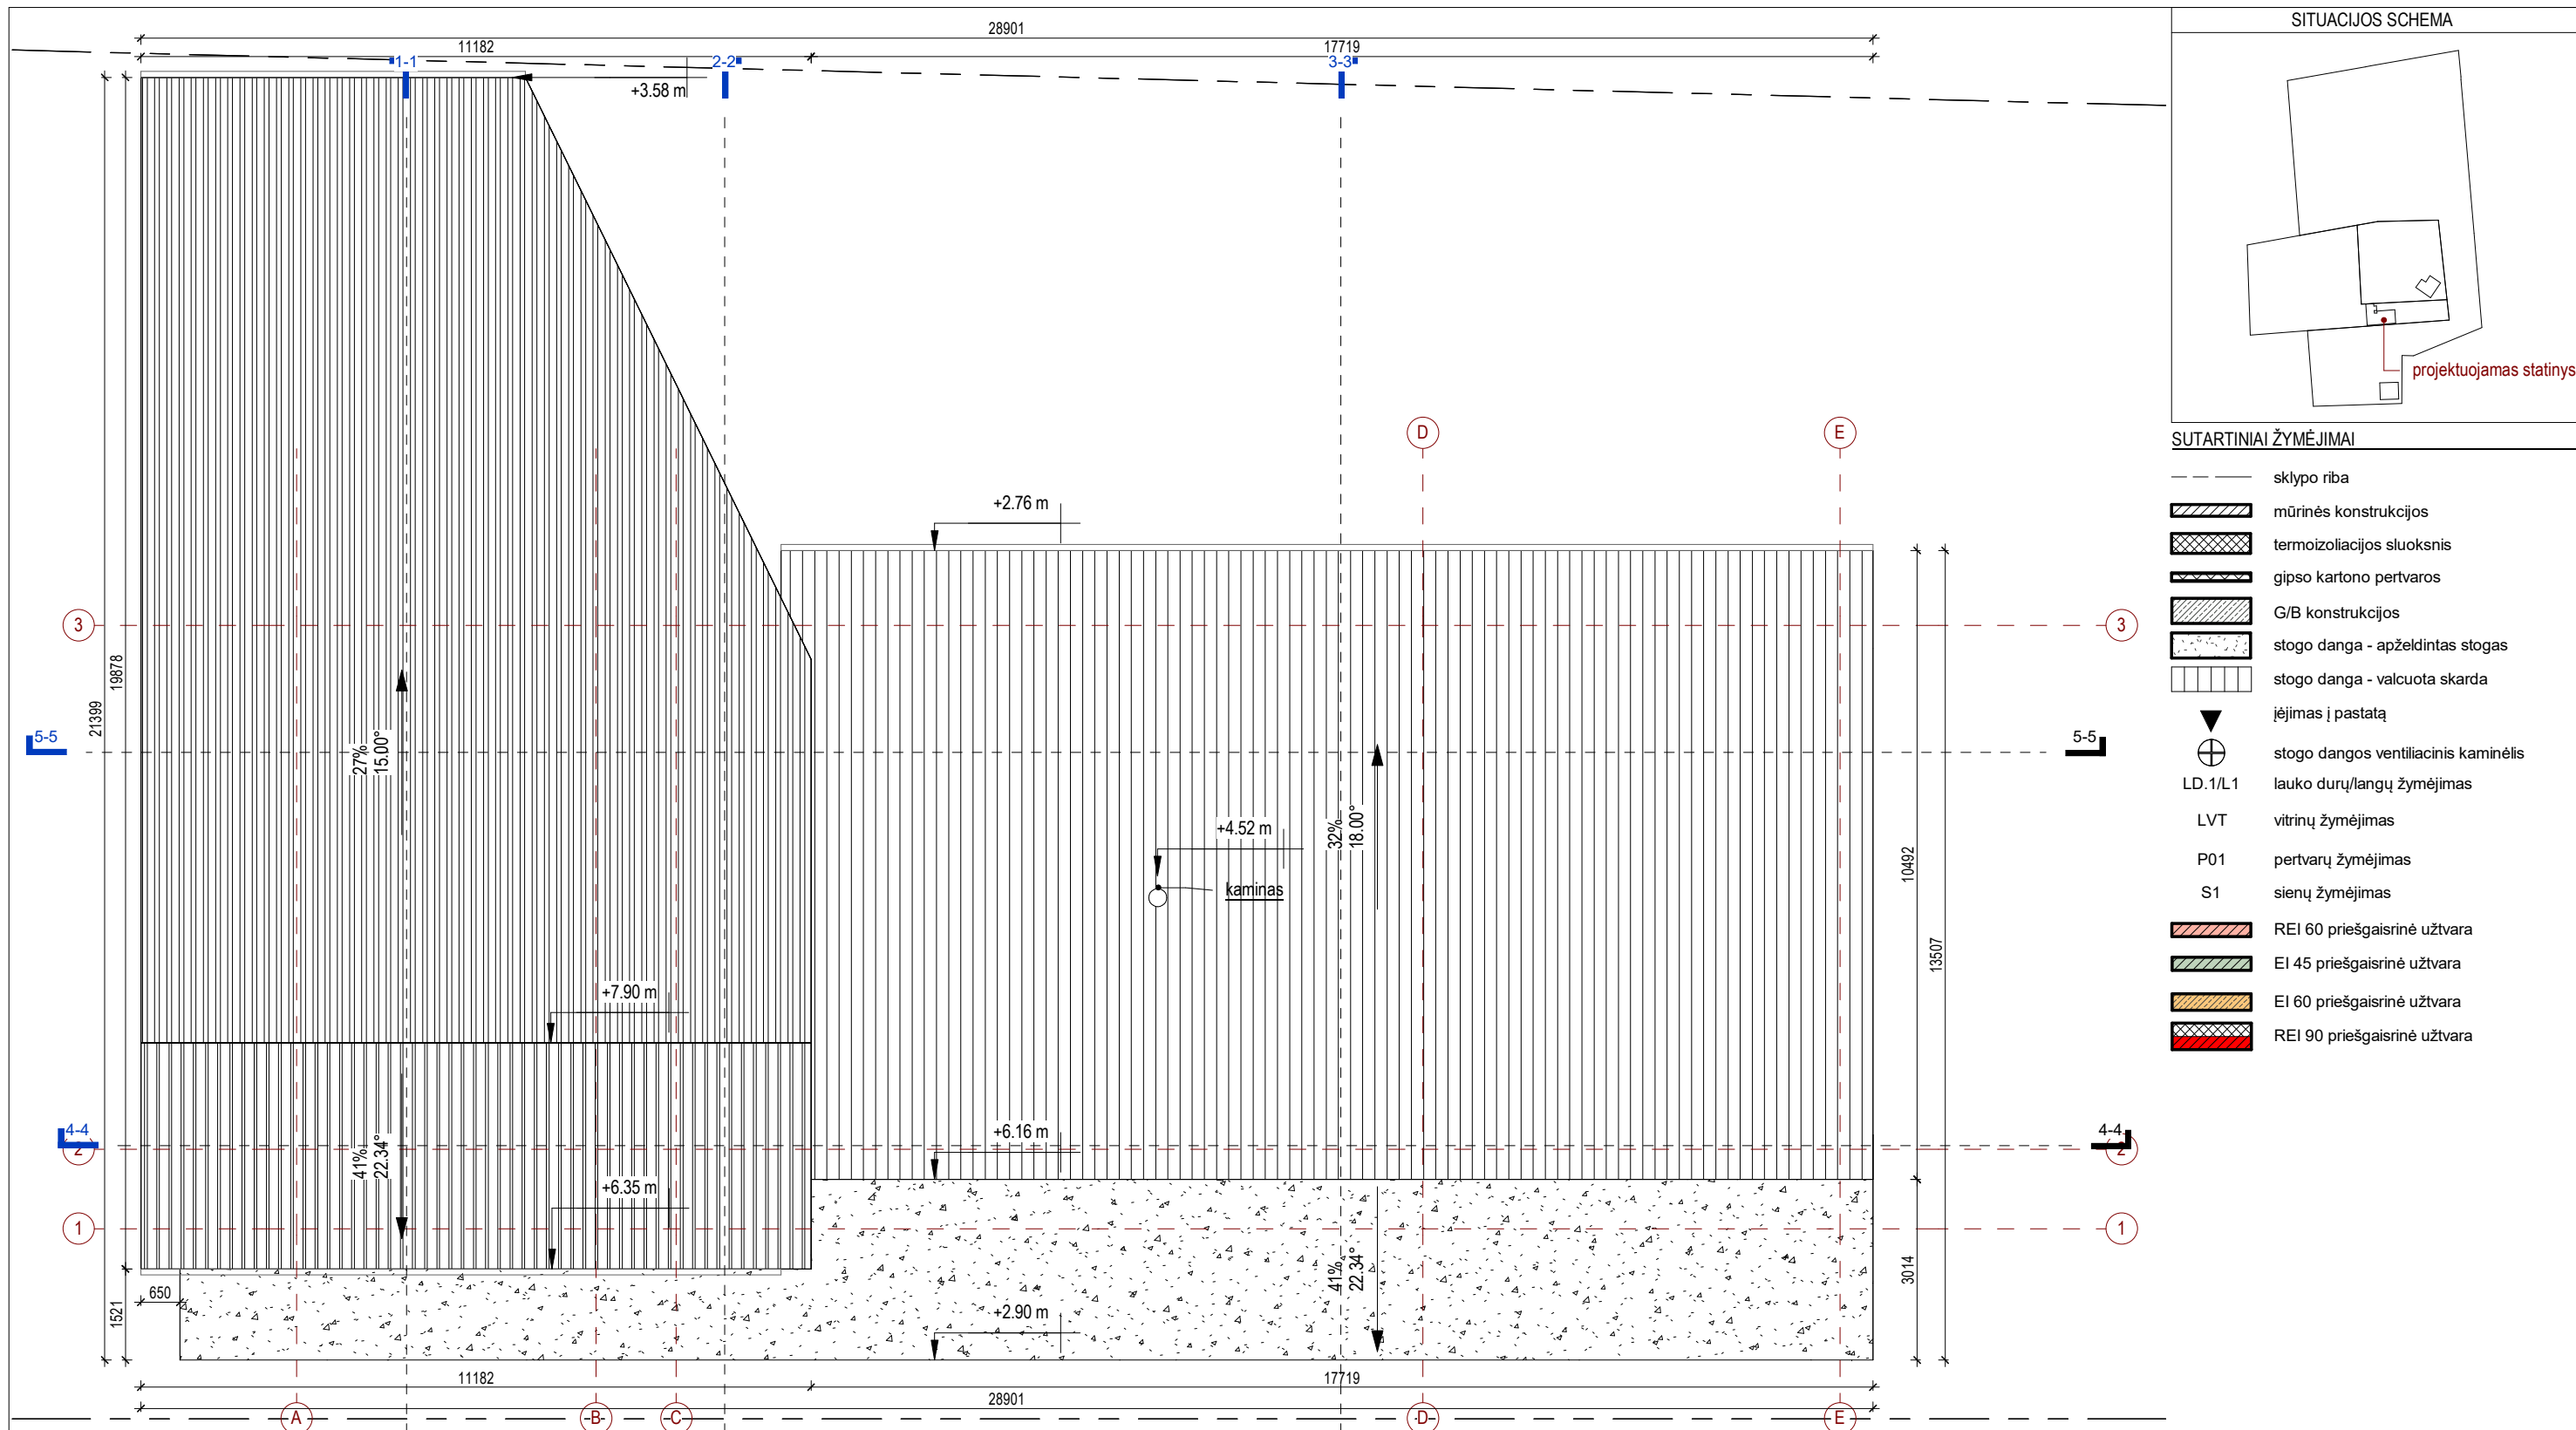 28901
11182
17719
1-1
2-2
3-3
+3.58 m
D
E
+2.76 m
3
3
19878
21399
5-5
5-5
27%
15.00°
32%
18.00°
+4.52 m
kaminas
10492
13507
+7.90 m
+6.16 m
4-4
4-4
2
2
41%
22.34°
+6.35 m
1
1
41%
22.34°
3014
650
1521
+2.90 m
11182
17719
28901
A
B
C
D
E
SITUACIJOS SCHEMA
projektuojamas statinys
SUTARTINIAI ŽYMĖJIMAI
sklypo riba
mūrinės konstrukcijos
termoizoliacijos sluoksnis
gipso kartono pertvaros
G/B konstrukcijos
stogo danga - apželdintas stogas
stogo danga - valcuota skarda
įėjimas į pastatą
stogo dangos ventiliacinis kaminėlis
LD.1/L1 lauko durų/langų žymėjimas
LVT vitrinų žymėjimas
P01 pertvarų žymėjimas
S1 sienų žymėjimas
REI 60 priešgaisrinė užtvara
EI 45 priešgaisrinė užtvara
EI 60 priešgaisrinė užtvara
REI 90 priešgaisrinė užtvara